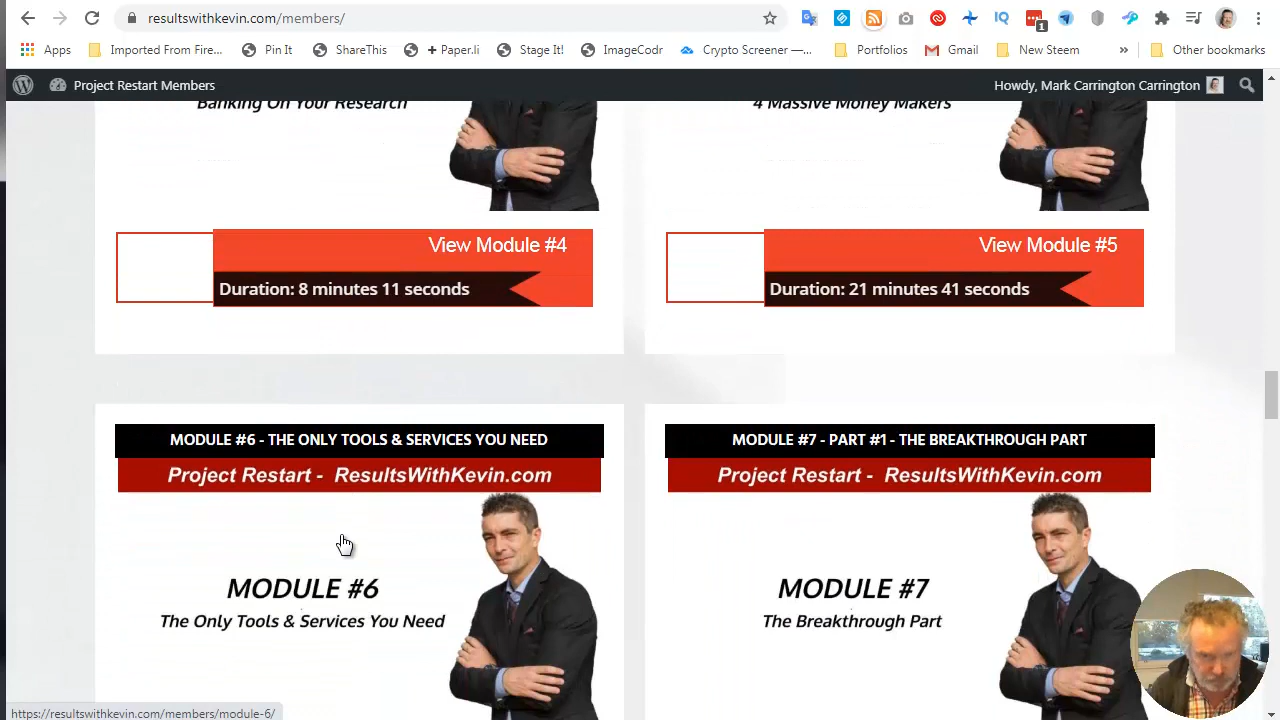 resultswithkevin.com/members/
1
Apps
Imported From Fire...
Pin It
ShareThis
+ Paper.li
Stage It!
ImageCodr
Crypto Screener —...
Portfolios
Gmail
New Steem
»
Other bookmarks
Project Restart Members
Howdy, Mark Carrington Carrington
Banking On Your Research
4 Massive Money Makers
View Module #4
View Module #5
Duration: 8 minutes 11 seconds
Duration: 21 minutes 41 seconds
MODULE #6 - THE ONLY TOOLS & SERVICES YOU NEED
MODULE #7 - PART #1 - THE BREAKTHROUGH PART
Project Restart - ResultsWithKevin.com
Project Restart - ResultsWithKevin.com
MODULE #6
MODULE #7
The Only Tools & Services You Need
The Breakthrough Part
https://resultswithkevin.com/members/module-6/